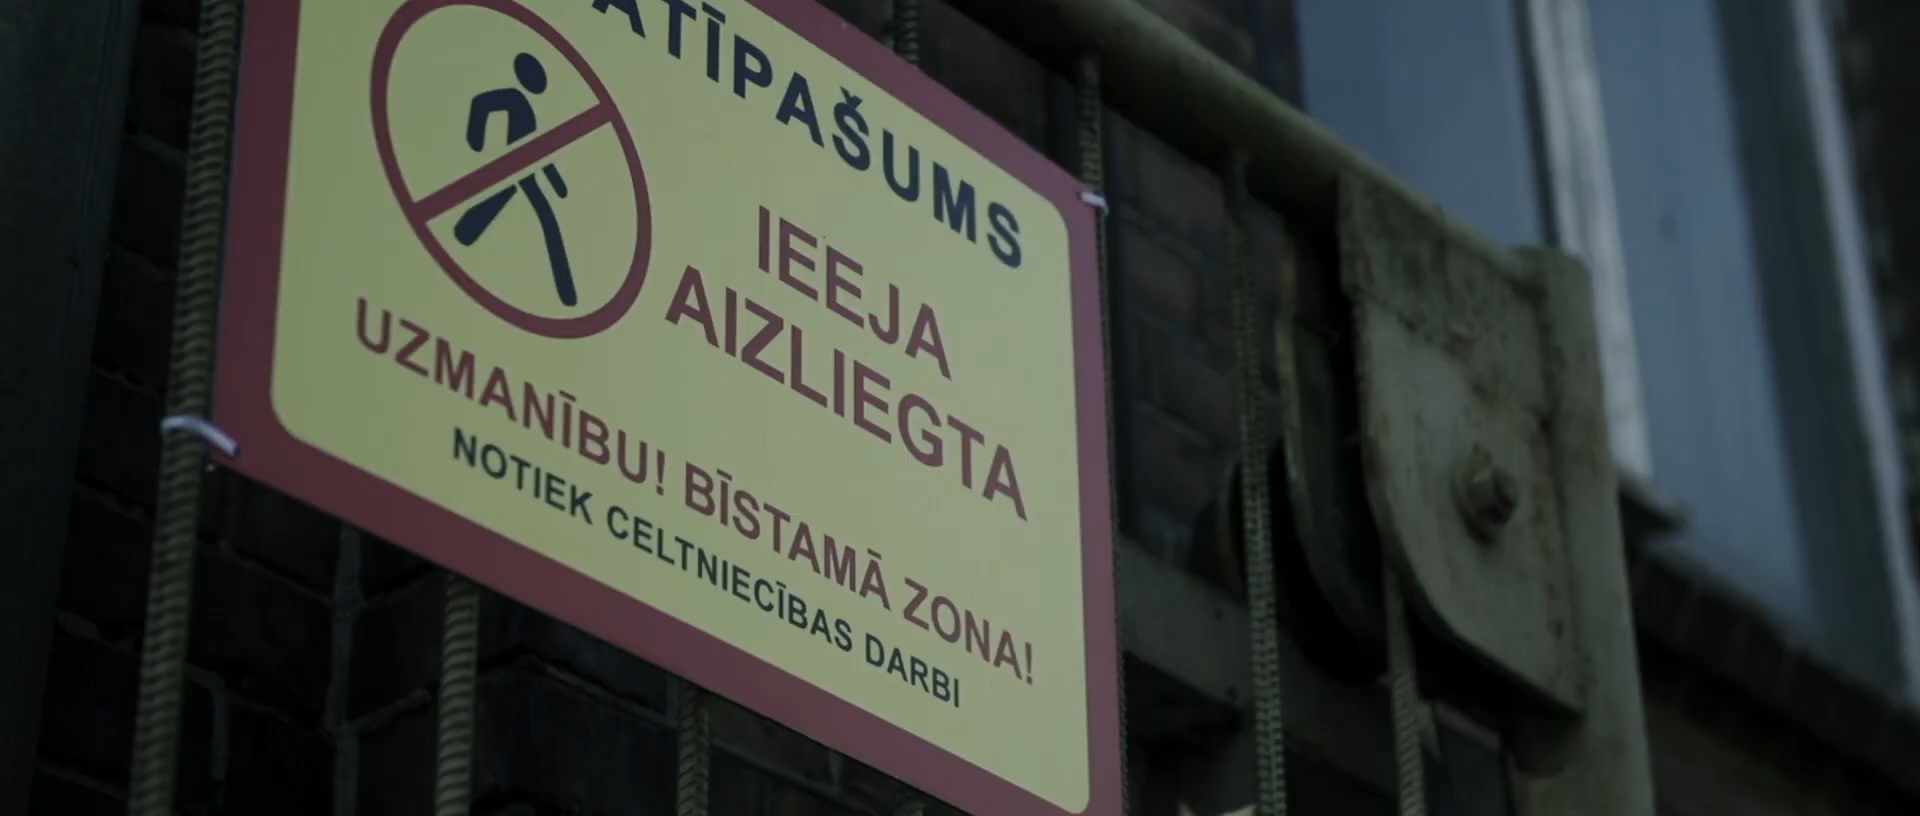 ATĪPAŠUMS
IEEJA
AIZLIEGTA
UZMANĪBU! BĪSTAMĀ ZONA!
NOTIEK CELTNIECĪBAS DARBI